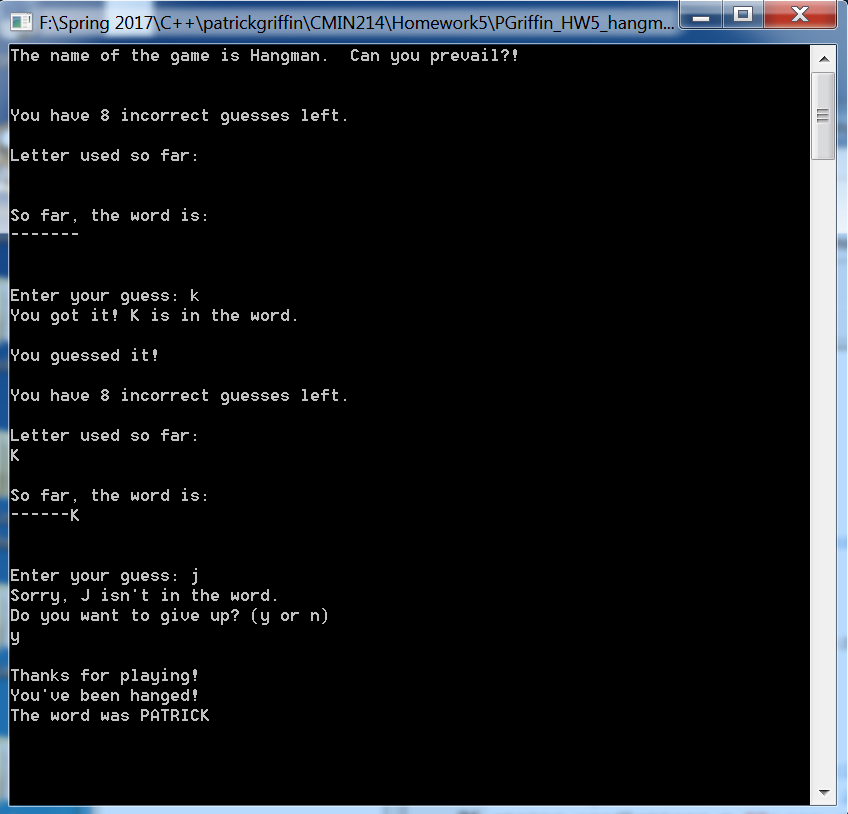 F:\Spring 2017\C++\patrickgriffin\CMIN214\Homework5\PGriffin_HW5_hangm...
The name of the game is Hangman.  Can you prevail?!
You have 8 incorrect guesses left.
Letter used so far:
So far, the word is:
-------
Enter your guess: k
You got it! K is in the word.
You guessed it!
You have 8 incorrect guesses left.
Letter used so far:
K
So far, the word is:
------K
Enter your guess: j
Sorry, J isn't in the word.
Do you want to give up? (y or n)
y
Thanks for playing!
You've been hanged!
The word was PATRICK